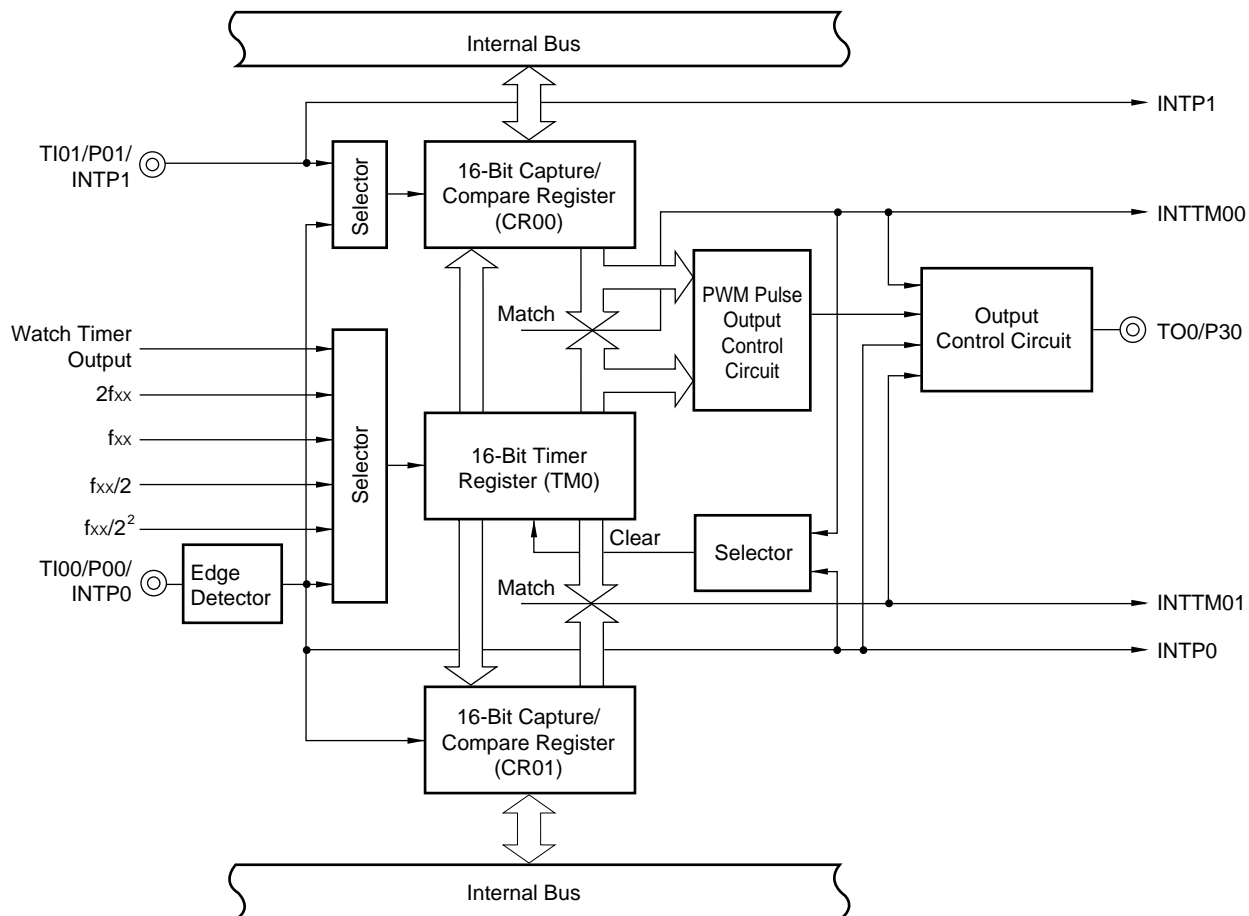 Internal Bus
INTP1
TI01/P01/
INTP1
Selector
16-Bit Capture/
Compare Register
(CR00)
INTTM00
PWM Pulse
Output
Control
Circuit
Output
Control Circuit
TO0/P30
Match
Watch Timer
Output
2fxx
fxx
fxx/2
fxx/2²
Selector
16-Bit Timer
Register (TM0)
Clear
Selector
TI00/P00/
INTP0
Edge
Detector
Match
INTTM01
INTP0
16-Bit Capture/
Compare Register
(CR01)
Internal Bus